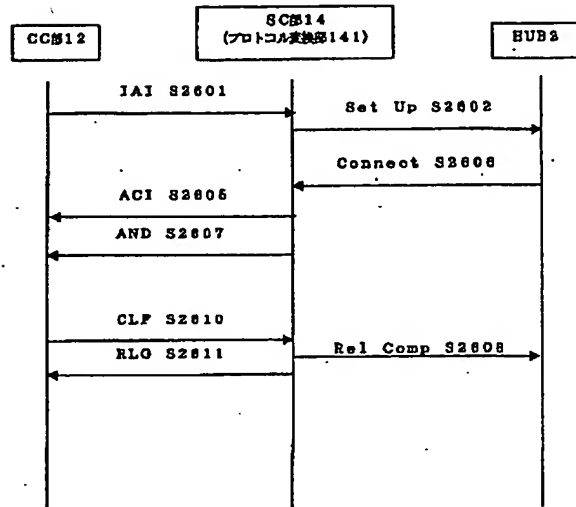 CC部12
SC部14
(プロトコル変換部141)
HUB2
IAI S2601
Set Up S2602
Connect S2606
ACI S2605
AND S2607
CLF S2610
RLG S2611
Rel Comp S2608